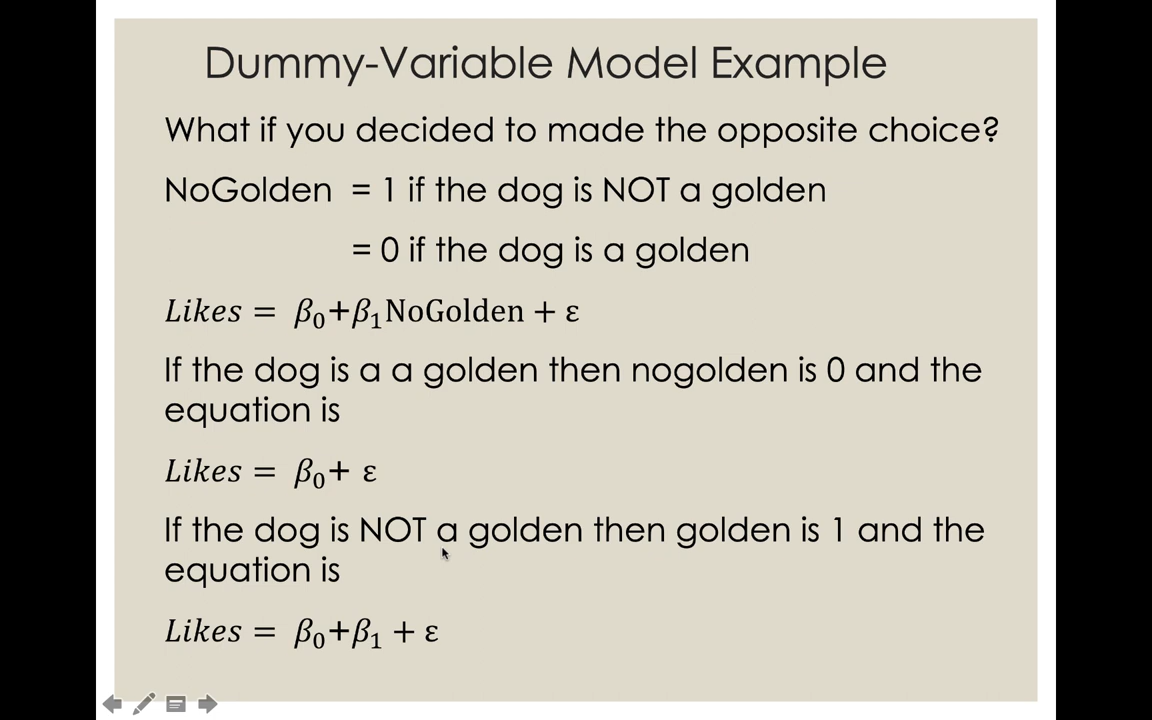 Dummy-Variable Model Example
What if you decided to made the opposite choice?
NoGolden = 1 if the dog is NOT a golden
= 0 if the dog is a golden
Likes = β₀+β₁NoGolden + ε
If the dog is a a golden then nogolden is 0 and the
equation is
Likes = β₀+ ε
If the dog is NOT a golden then golden is 1 and the
equation is
Likes = β₀+β₁ + ε